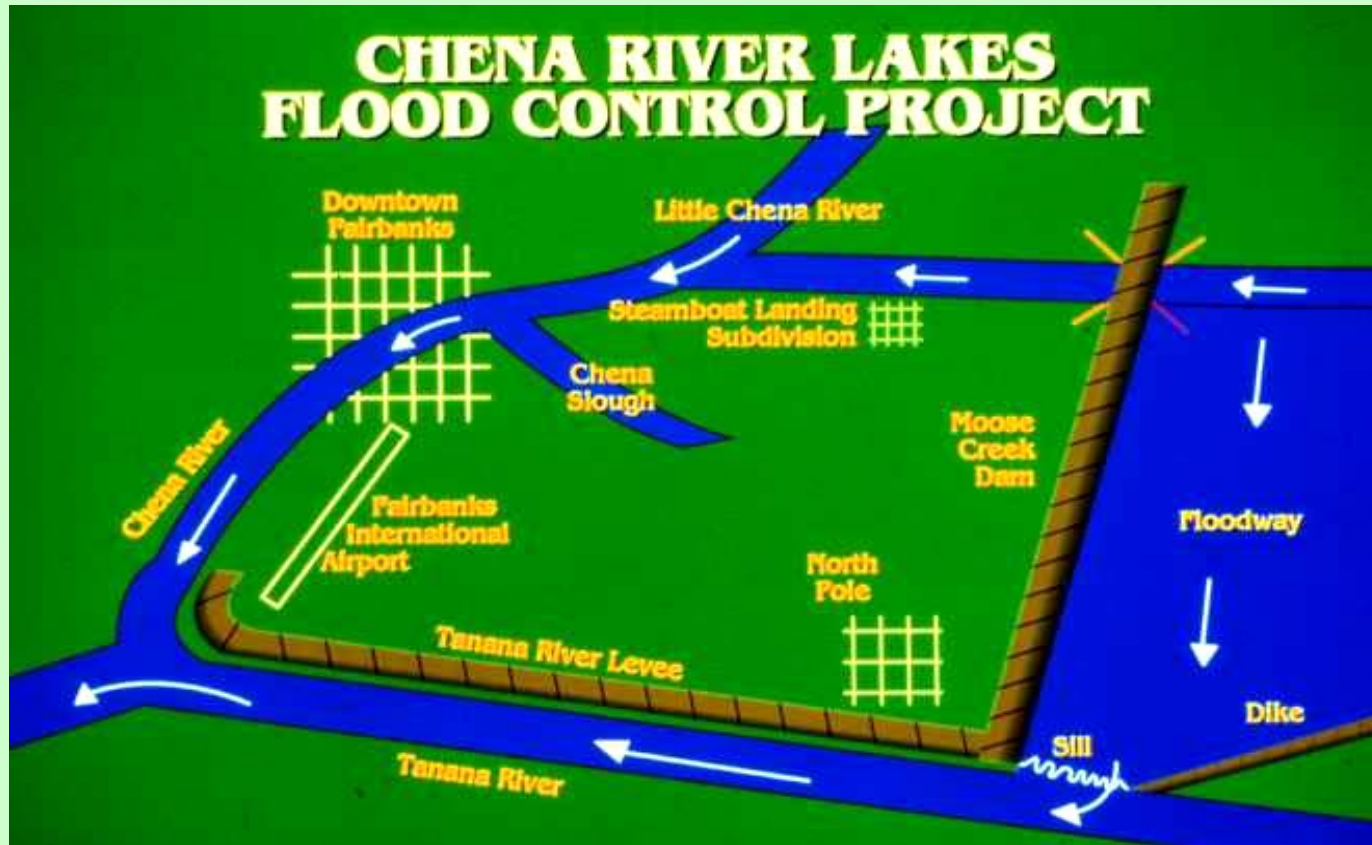 CHENA RIVER LAKES
FLOOD CONTROL PROJECT
Downtown
Fairbanks
Little Chena River
Steamboat Landing
Subdivision
Chena
Slough
Moose
Creek
Dam
Chena River
Fairbanks
International
Airport
Floodway
North
Pole
Tanana River Levee
Dike
Sill
Tanana River